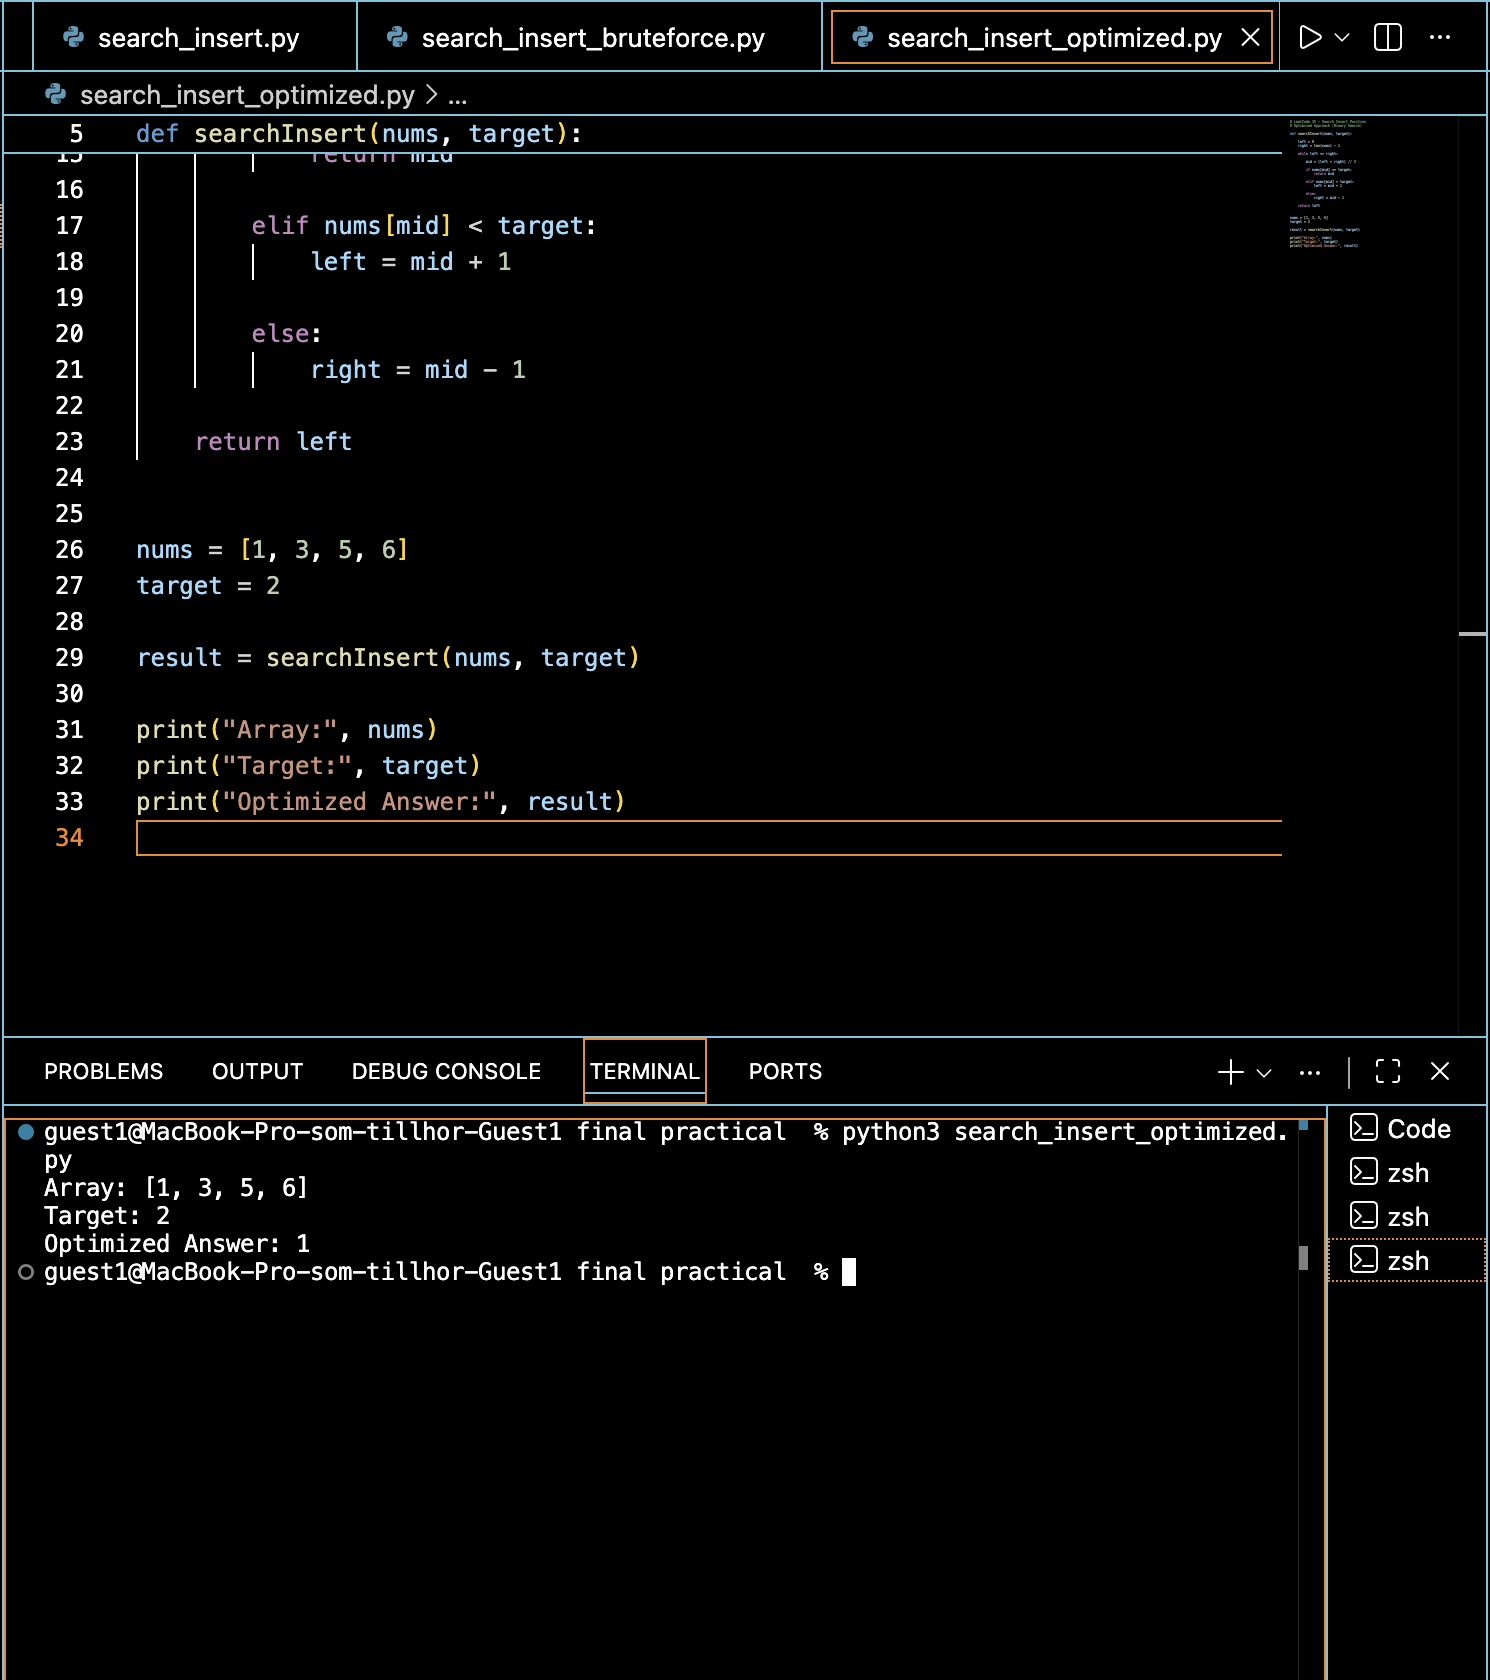 search_insert.py
search_insert_bruteforce.py
search_insert_optimized.py
search_insert_optimized.py > ...
5 def searchInsert(nums, target):
15 return mid
16
17 elif nums[mid] < target:
18 left = mid + 1
19
20 else:
21 right = mid - 1
22
23 return left
24
25
26 nums = [1, 3, 5, 6]
27 target = 2
28
29 result = searchInsert(nums, target)
30
31 print("Array:", nums)
32 print("Target:", target)
33 print("Optimized Answer:", result)
34
PROBLEMS OUTPUT DEBUG CONSOLE TERMINAL PORTS
guest1@MacBook-Pro-som-tillhor-Guest1 final practical % python3 search_insert_optimized.
py
Array: [1, 3, 5, 6]
Target: 2
Optimized Answer: 1
guest1@MacBook-Pro-som-tillhor-Guest1 final practical %
Code
zsh
zsh
zsh